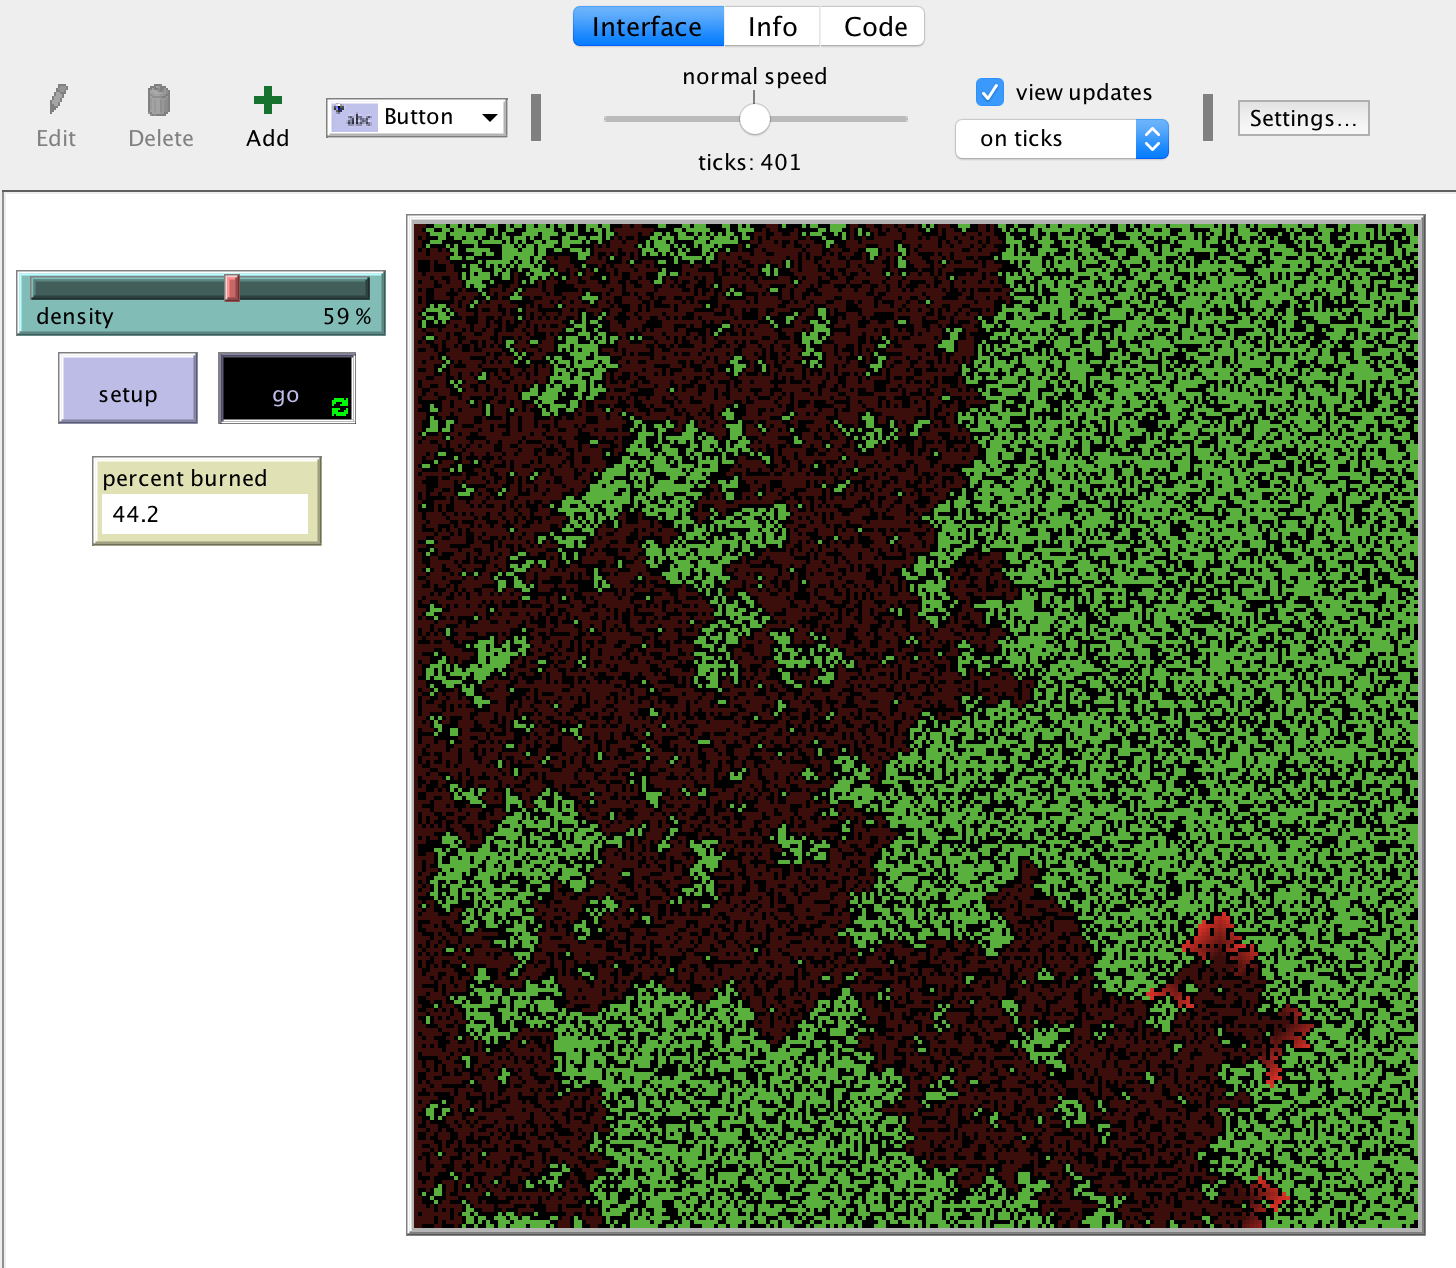 Interface Info Code
Edit
Delete
Add
abc Button
normal speed
ticks: 401
view updates
on ticks
Settings...
density 59 %
setup
go
percent burned
44.2